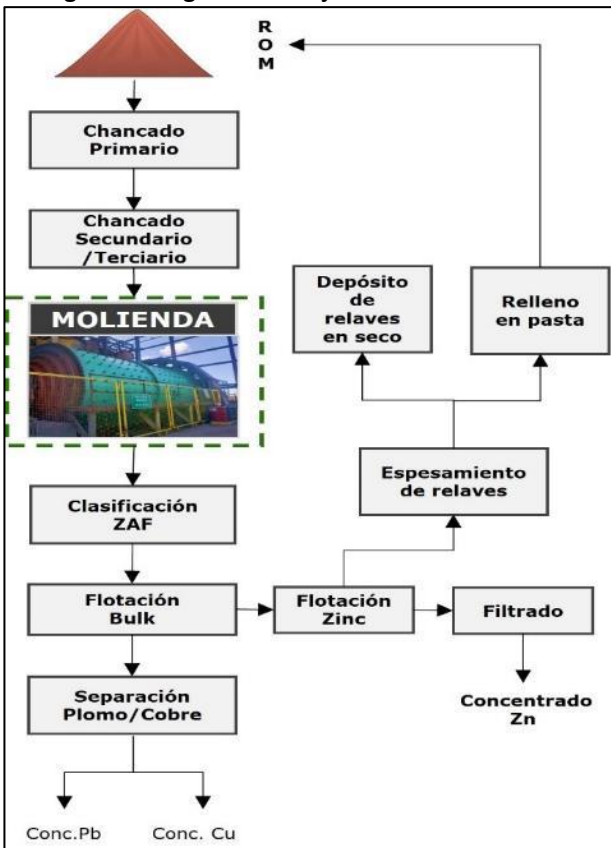 R
O
M
Chancado
Primario
Chancado
Secundario
/Terciario
MOLIENDA
Depósito
de
relaves
en seco
Relleno
en pasta
Clasificación
ZAF
Espesamiento
de relaves
Flotación
Bulk
Flotación
Zinc
Filtrado
Separación
Plomo/Cobre
Concentrado
Zn
Conc.Pb
Conc. Cu